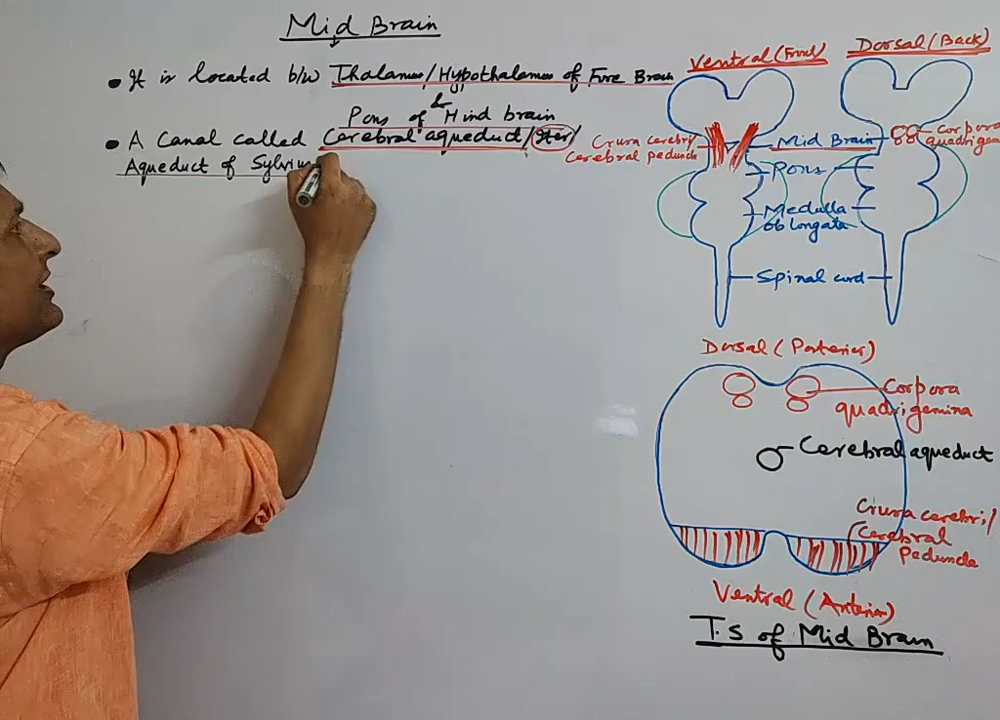 Mid Brain
• It is located b/w Thalamus/Hypothalamus of Fore Brain
& Pons of Hind brain
• A Canal called Cerebral aqueduct/Iter/
Aqueduct of Sylvius
Ventral (Front)
Dorsal (Back)
Crura cerebri/
Cerebral peduncle
Mid Brain
Corpora
quadrigemina
Pons
Medulla
oblongata
Spinal cord
Dorsal (Posterior)
Corpora
quadrigemina
Cerebral aqueduct
Crura cerebri/
Cerebral
Peduncle
Ventral (Anterior)
T.S of Mid Brain